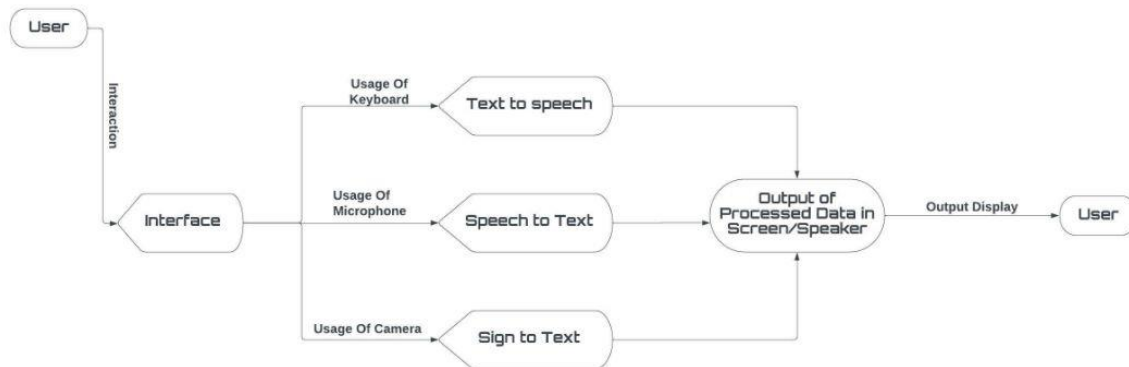 User
Interaction
Interface
Usage Of
Keyboard
Text to speech
Usage Of
Microphone
Speech to Text
Usage Of Camera
Sign to Text
Output of
Processed Data in
Screen/Speaker
Output Display
User